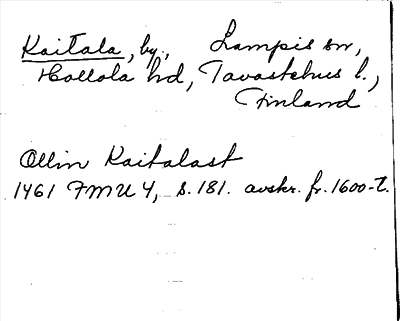 Kaitala, by, Lampis sn,
Hollola hd, Tavastehus l.,
Finland
Ollin Kaitalast
1461 FMU 4, s. 181. avskr. fr. 1600-t.